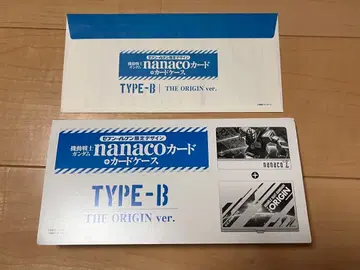 セブン-イレブン限定デザイン
機動戦士
ガンダム
nanacoカード
+カードケース
TYPE-B
THE ORIGIN ver.
セブン-イレブン限定デザイン
機動戦士
ガンダム
nanacoカード
+カードケース
TYPE-B
THE ORIGIN ver.
nanaco
+
ORIGIN